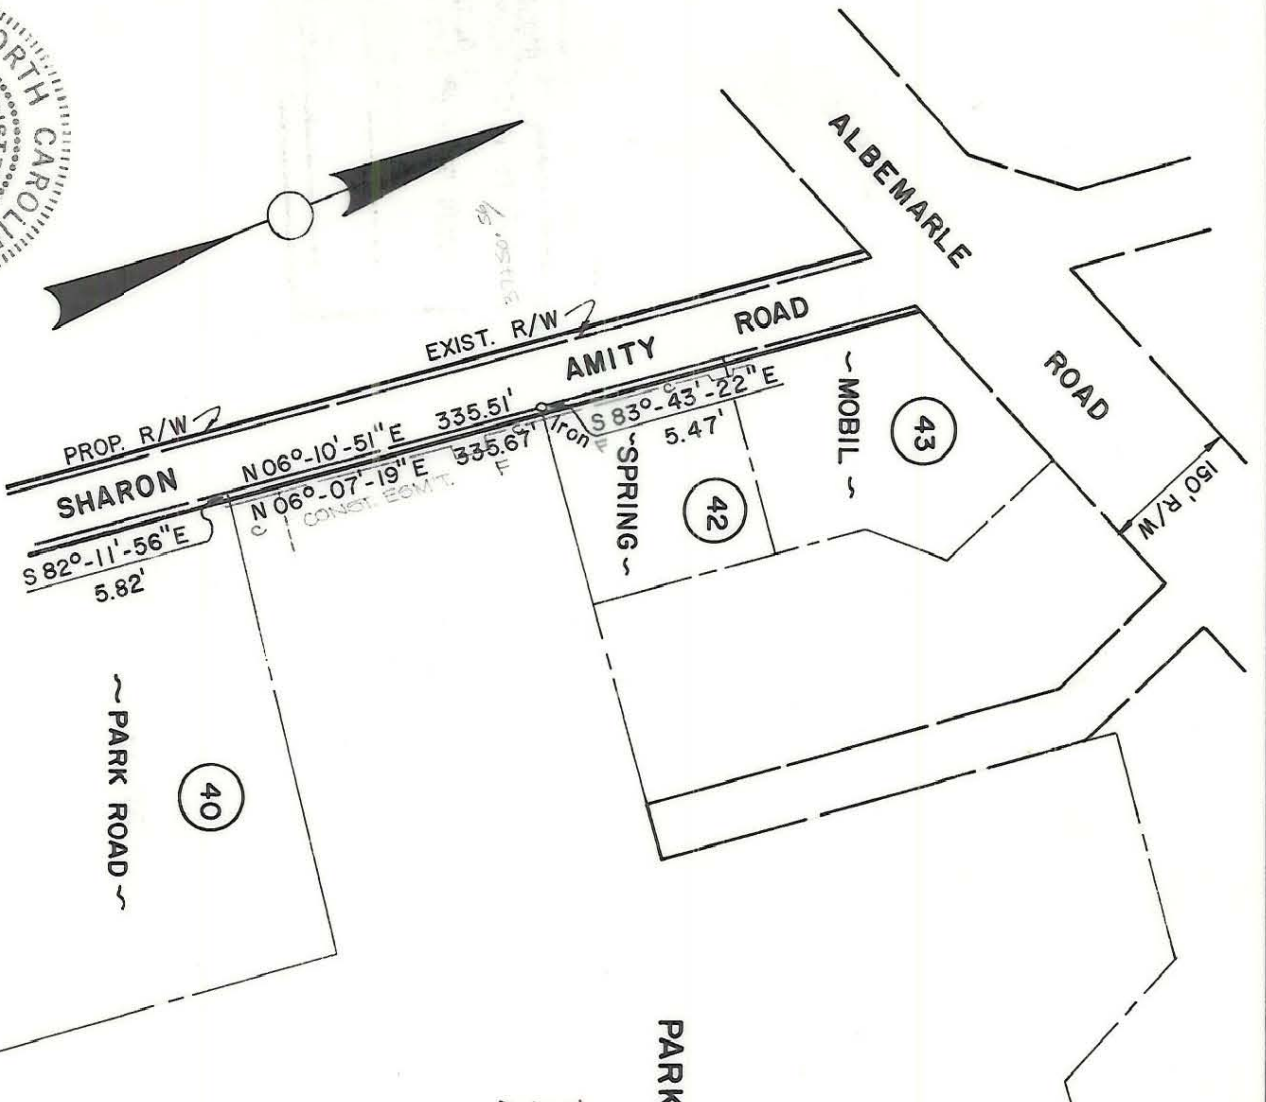 NORTH CAROLI
ALBEMARLE
ROAD
150' R/W
EXIST. R/W
PROP. R/W
SHARON AMITY ROAD
N 06°-10'-51" E 335.51'
N 06°-07'-19" E 335.67'
Iron
S 83°-43'-22" E
5.47'
S 82°-11'-56" E
5.82'
C
CONST. ESM'T.
F
C
F
~MOBIL~
43
~SPRING~
42
~PARK ROAD~
40
PARK